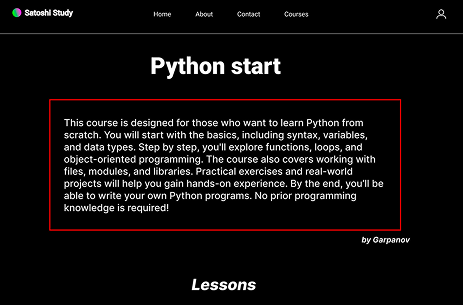 Satoshi Study
Home
About
Contact
Courses
Python start
This course is designed for those who want to learn Python from
scratch. You will start with the basics, including syntax, variables,
and data types. Step by step, you'll explore functions, loops, and
object-oriented programming. The course also covers working with
files, modules, and libraries. Practical exercises and real-world
projects will help you gain hands-on experience. By the end, you'll be
able to write your own Python programs. No prior programming
knowledge is required!
by Garpanov
Lessons